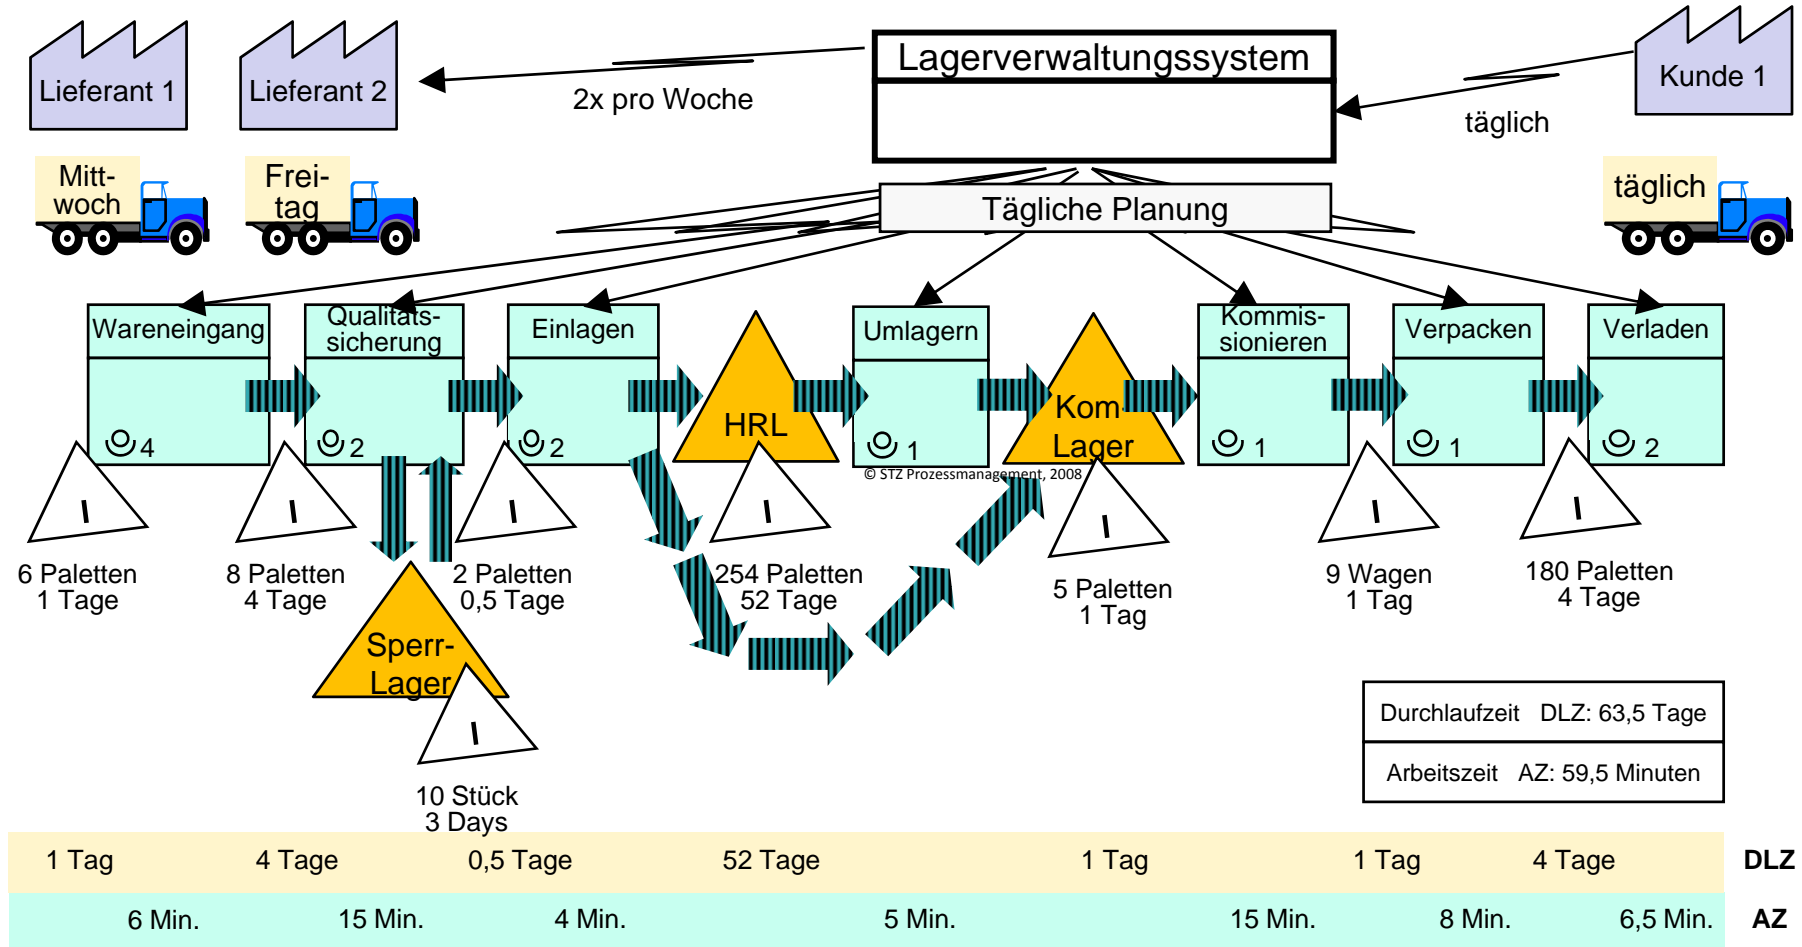 Lieferant 1
Lieferant 2
2x pro Woche
Lagerverwaltungssystem
täglich
Kunde 1
Mitt-
woch
Frei-
tag
Tägliche Planung
täglich
Wareneingang
4
Qualitäts-
sicherung
2
Einlagen
2
HRL
Umlagern
1
Kom-
Lager
Kommis-
sionieren
1
Verpacken
1
Verladen
2
© STZ Prozessmanagement, 2008
I
6 Paletten
1 Tage
I
8 Paletten
4 Tage
I
2 Paletten
0,5 Tage
I
254 Paletten
52 Tage
I
5 Paletten
1 Tag
I
9 Wagen
1 Tag
I
180 Paletten
4 Tage
Sperr-
Lager
I
10 Stück
3 Days
Durchlaufzeit DLZ: 63,5 Tage
Arbeitszeit AZ: 59,5 Minuten
1 Tag 4 Tage 0,5 Tage 52 Tage 1 Tag 1 Tag 4 Tage DLZ
6 Min. 15 Min. 4 Min. 5 Min. 15 Min. 8 Min. 6,5 Min. AZ